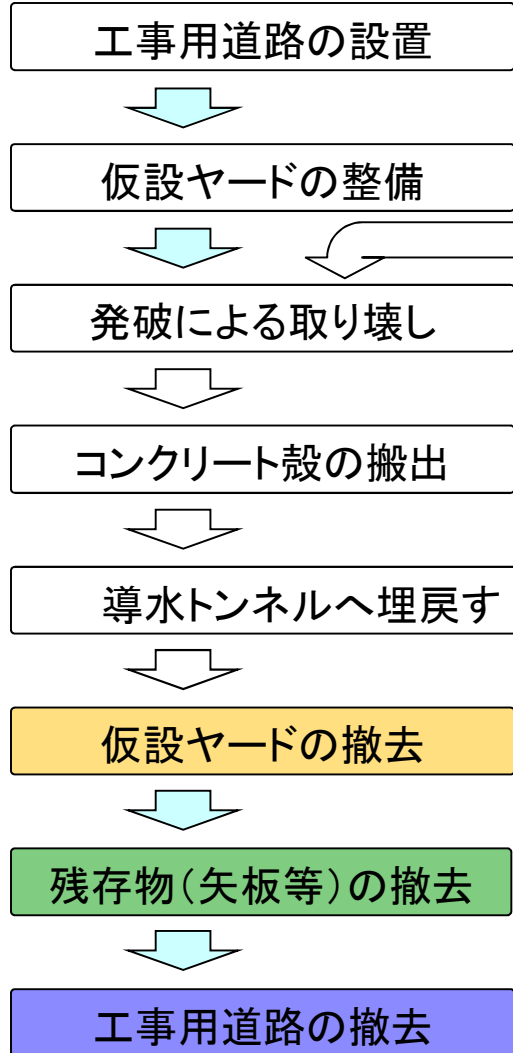 工事用道路の設置
仮設ヤードの整備
発破による取り壊し
コンクリート殻の搬出
導水トンネルへ埋戻す
仮設ヤードの撤去
残存物(矢板等)の撤去
工事用道路の撤去